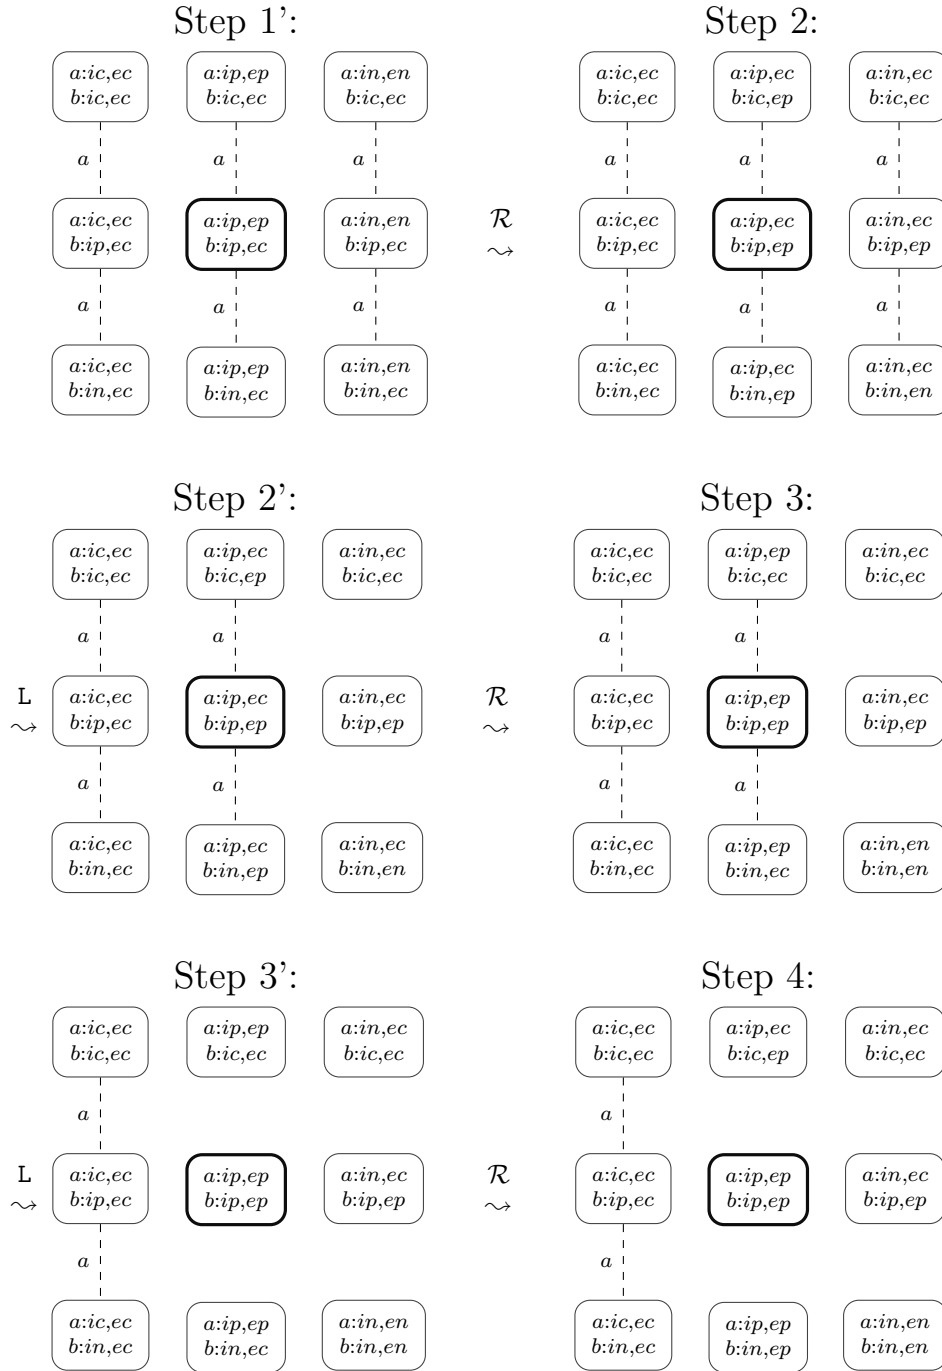 Step 1’: Step 2:
a:ic,ec a:ip,ep a:in,en a:ic,ec a:ip,ec a:in,ec
b:ic,ec b:ic,ec b:ic,ec b:ic,ec b:ic,ep b:ic,ec
a a a a a a
a:ic,ec a:ip,ep a:in,en ℛ a:ic,ec a:ip,ec a:in,ec
b:ip,ec b:ip,ec b:ip,ec ⇝ b:ip,ec b:ip,ep b:ip,ep
a a a a a a
a:ic,ec a:ip,ep a:in,en a:ic,ec a:ip,ec a:in,ec
b:in,ec b:in,ec b:in,ec b:in,ec b:in,ep b:in,en
Step 2’: Step 3:
a:ic,ec a:ip,ec a:in,ec a:ic,ec a:ip,ep a:in,ec
b:ic,ec b:ic,ep b:ic,ec b:ic,ec b:ic,ec b:ic,ec
a a a a
L a:ic,ec a:ip,ec a:in,ec ℛ a:ic,ec a:ip,ep a:in,ec
⇝ b:ip,ec b:ip,ep b:ip,ep ⇝ b:ip,ec b:ip,ep b:ip,ep
a a a a
a:ic,ec a:ip,ec a:in,ec a:ic,ec a:ip,ep a:in,en
b:in,ec b:in,ep b:in,en b:in,ec b:in,ec b:in,en
Step 3’: Step 4:
a:ic,ec a:ip,ep a:in,ec a:ic,ec a:ip,ec a:in,ec
b:ic,ec b:ic,ec b:ic,ec b:ic,ec b:ic,ep b:ic,ec
a a
L a:ic,ec a:ip,ep a:in,ec ℛ a:ic,ec a:ip,ep a:in,ec
⇝ b:ip,ec b:ip,ep b:ip,ep ⇝ b:ip,ec b:ip,ep b:ip,ep
a a
a:ic,ec a:ip,ep a:in,en a:ic,ec a:ip,ep a:in,en
b:in,ec b:in,ec b:in,en b:in,ec b:in,ep b:in,en